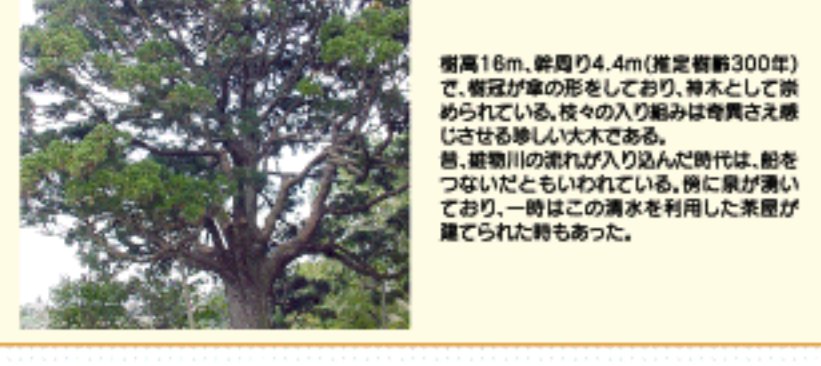 樹高16m、幹周り4.4m(推定樹齢300年)
で、樹冠が傘の形をしており、神木として崇
められている。枝々の入り組みは奇異さえ感
じさせる珍しい大木である。
昔、雄物川の流れが入り込んだ時代は、船を
つないだともいわれている。傍に泉が湧い
ており、一時はこの湧水を利用した茶屋が
建てられた時もあった。